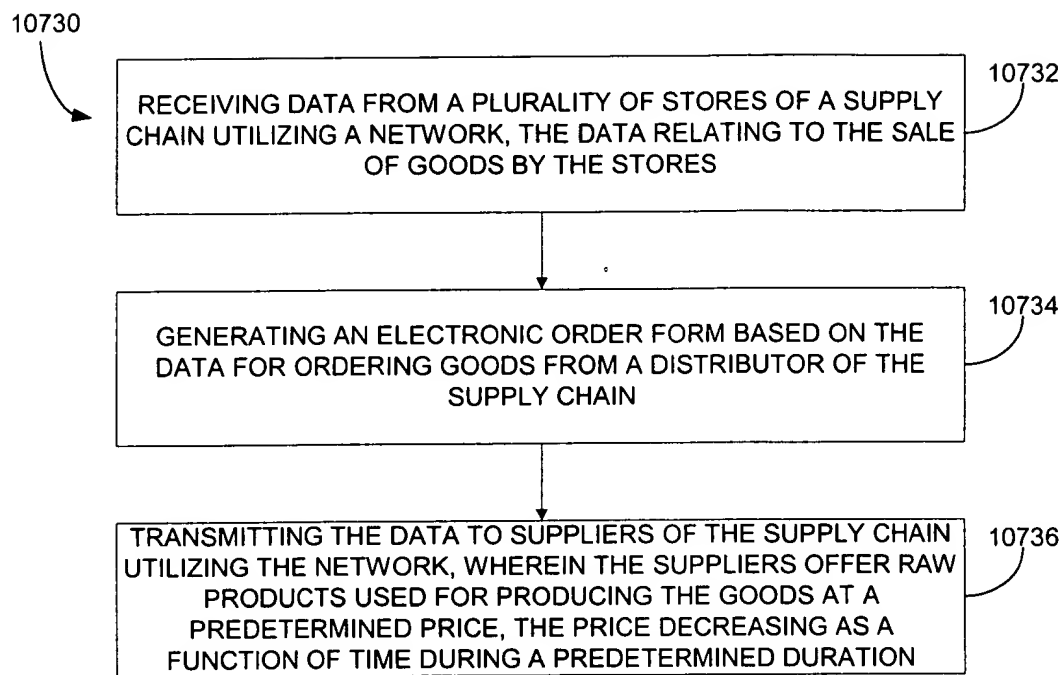 10730
10732
RECEIVING DATA FROM A PLURALITY OF STORES OF A SUPPLY
CHAIN UTILIZING A NETWORK, THE DATA RELATING TO THE SALE
OF GOODS BY THE STORES
10734
GENERATING AN ELECTRONIC ORDER FORM BASED ON THE
DATA FOR ORDERING GOODS FROM A DISTRIBUTOR OF THE
SUPPLY CHAIN
10736
TRANSMITTING THE DATA TO SUPPLIERS OF THE SUPPLY CHAIN
UTILIZING THE NETWORK, WHEREIN THE SUPPLIERS OFFER RAW
PRODUCTS USED FOR PRODUCING THE GOODS AT A
PREDETERMINED PRICE, THE PRICE DECREASING AS A
FUNCTION OF TIME DURING A PREDETERMINED DURATION